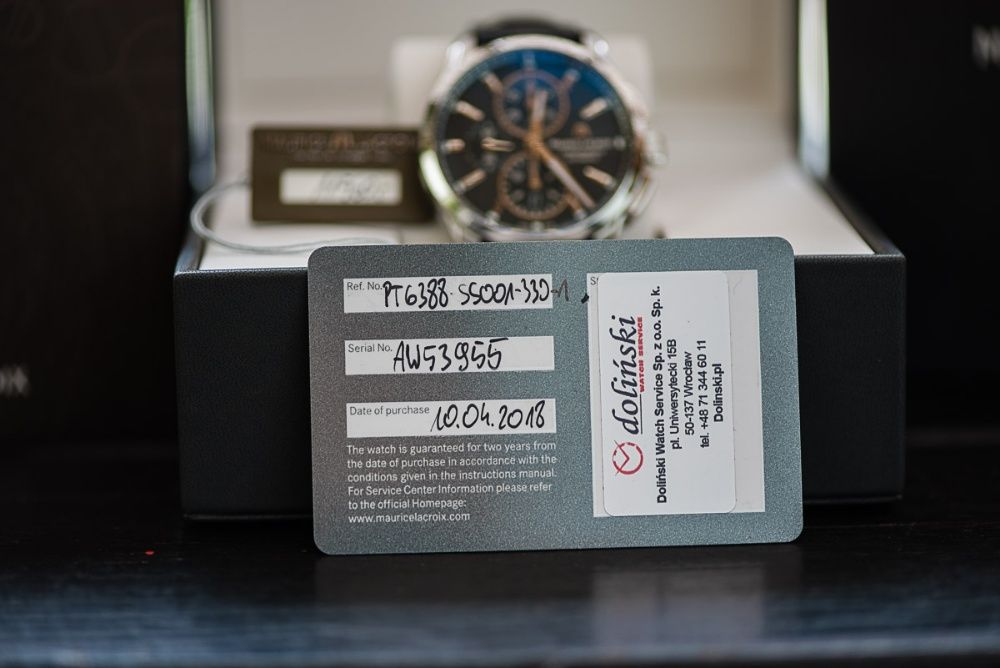 Ref. No. PT6388-SS001-330-1
Serial No. AW53955
Date of purchase 10.04.2018
The watch is guaranteed for two years from
the date of purchase in accordance with the
conditions given in the instructions manual.
For Service Center Information please refer
to the official Homepage:
www.mauricelacroix.com
doliński
WATCH SERVICE
Doliński Watch Service Sp. z o.o. Sp. k.
pl. Uniwersytecki 15B
50-137 Wrocław
tel. +48 71 344 60 11
Dolinski.pl